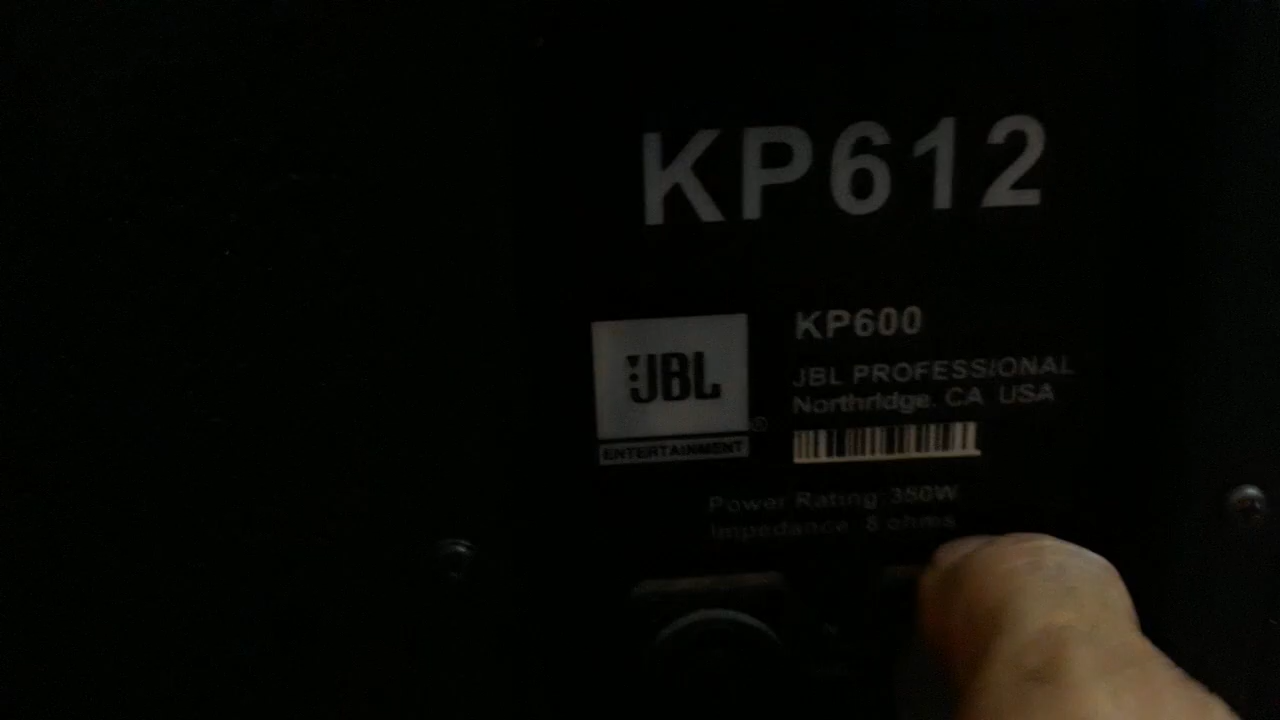 KP612
JBL
ENTERTAINMENT
KP600
JBL PROFESSIONAL
Northridge, CA USA
Power Rating: 350W
Impedance: 8 ohms